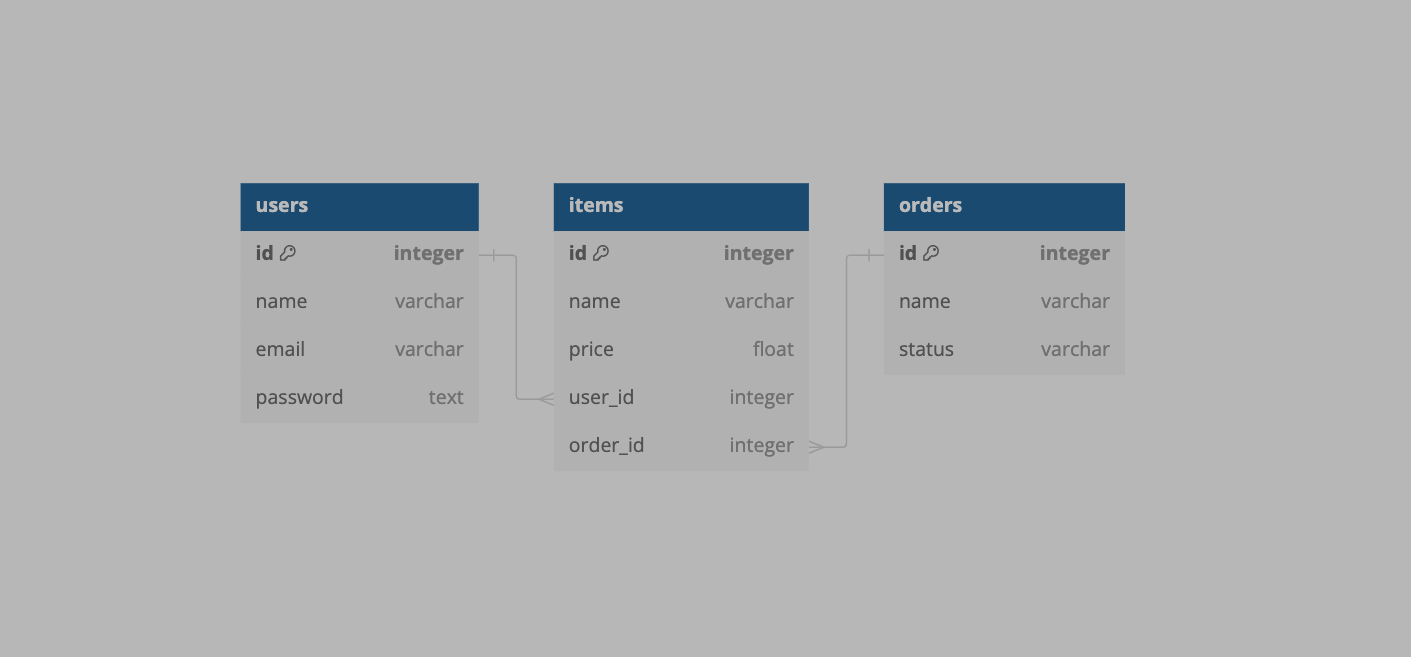 users
id integer
name varchar
email varchar
password text
items
id integer
name varchar
price float
user_id integer
order_id integer
orders
id integer
name varchar
status varchar